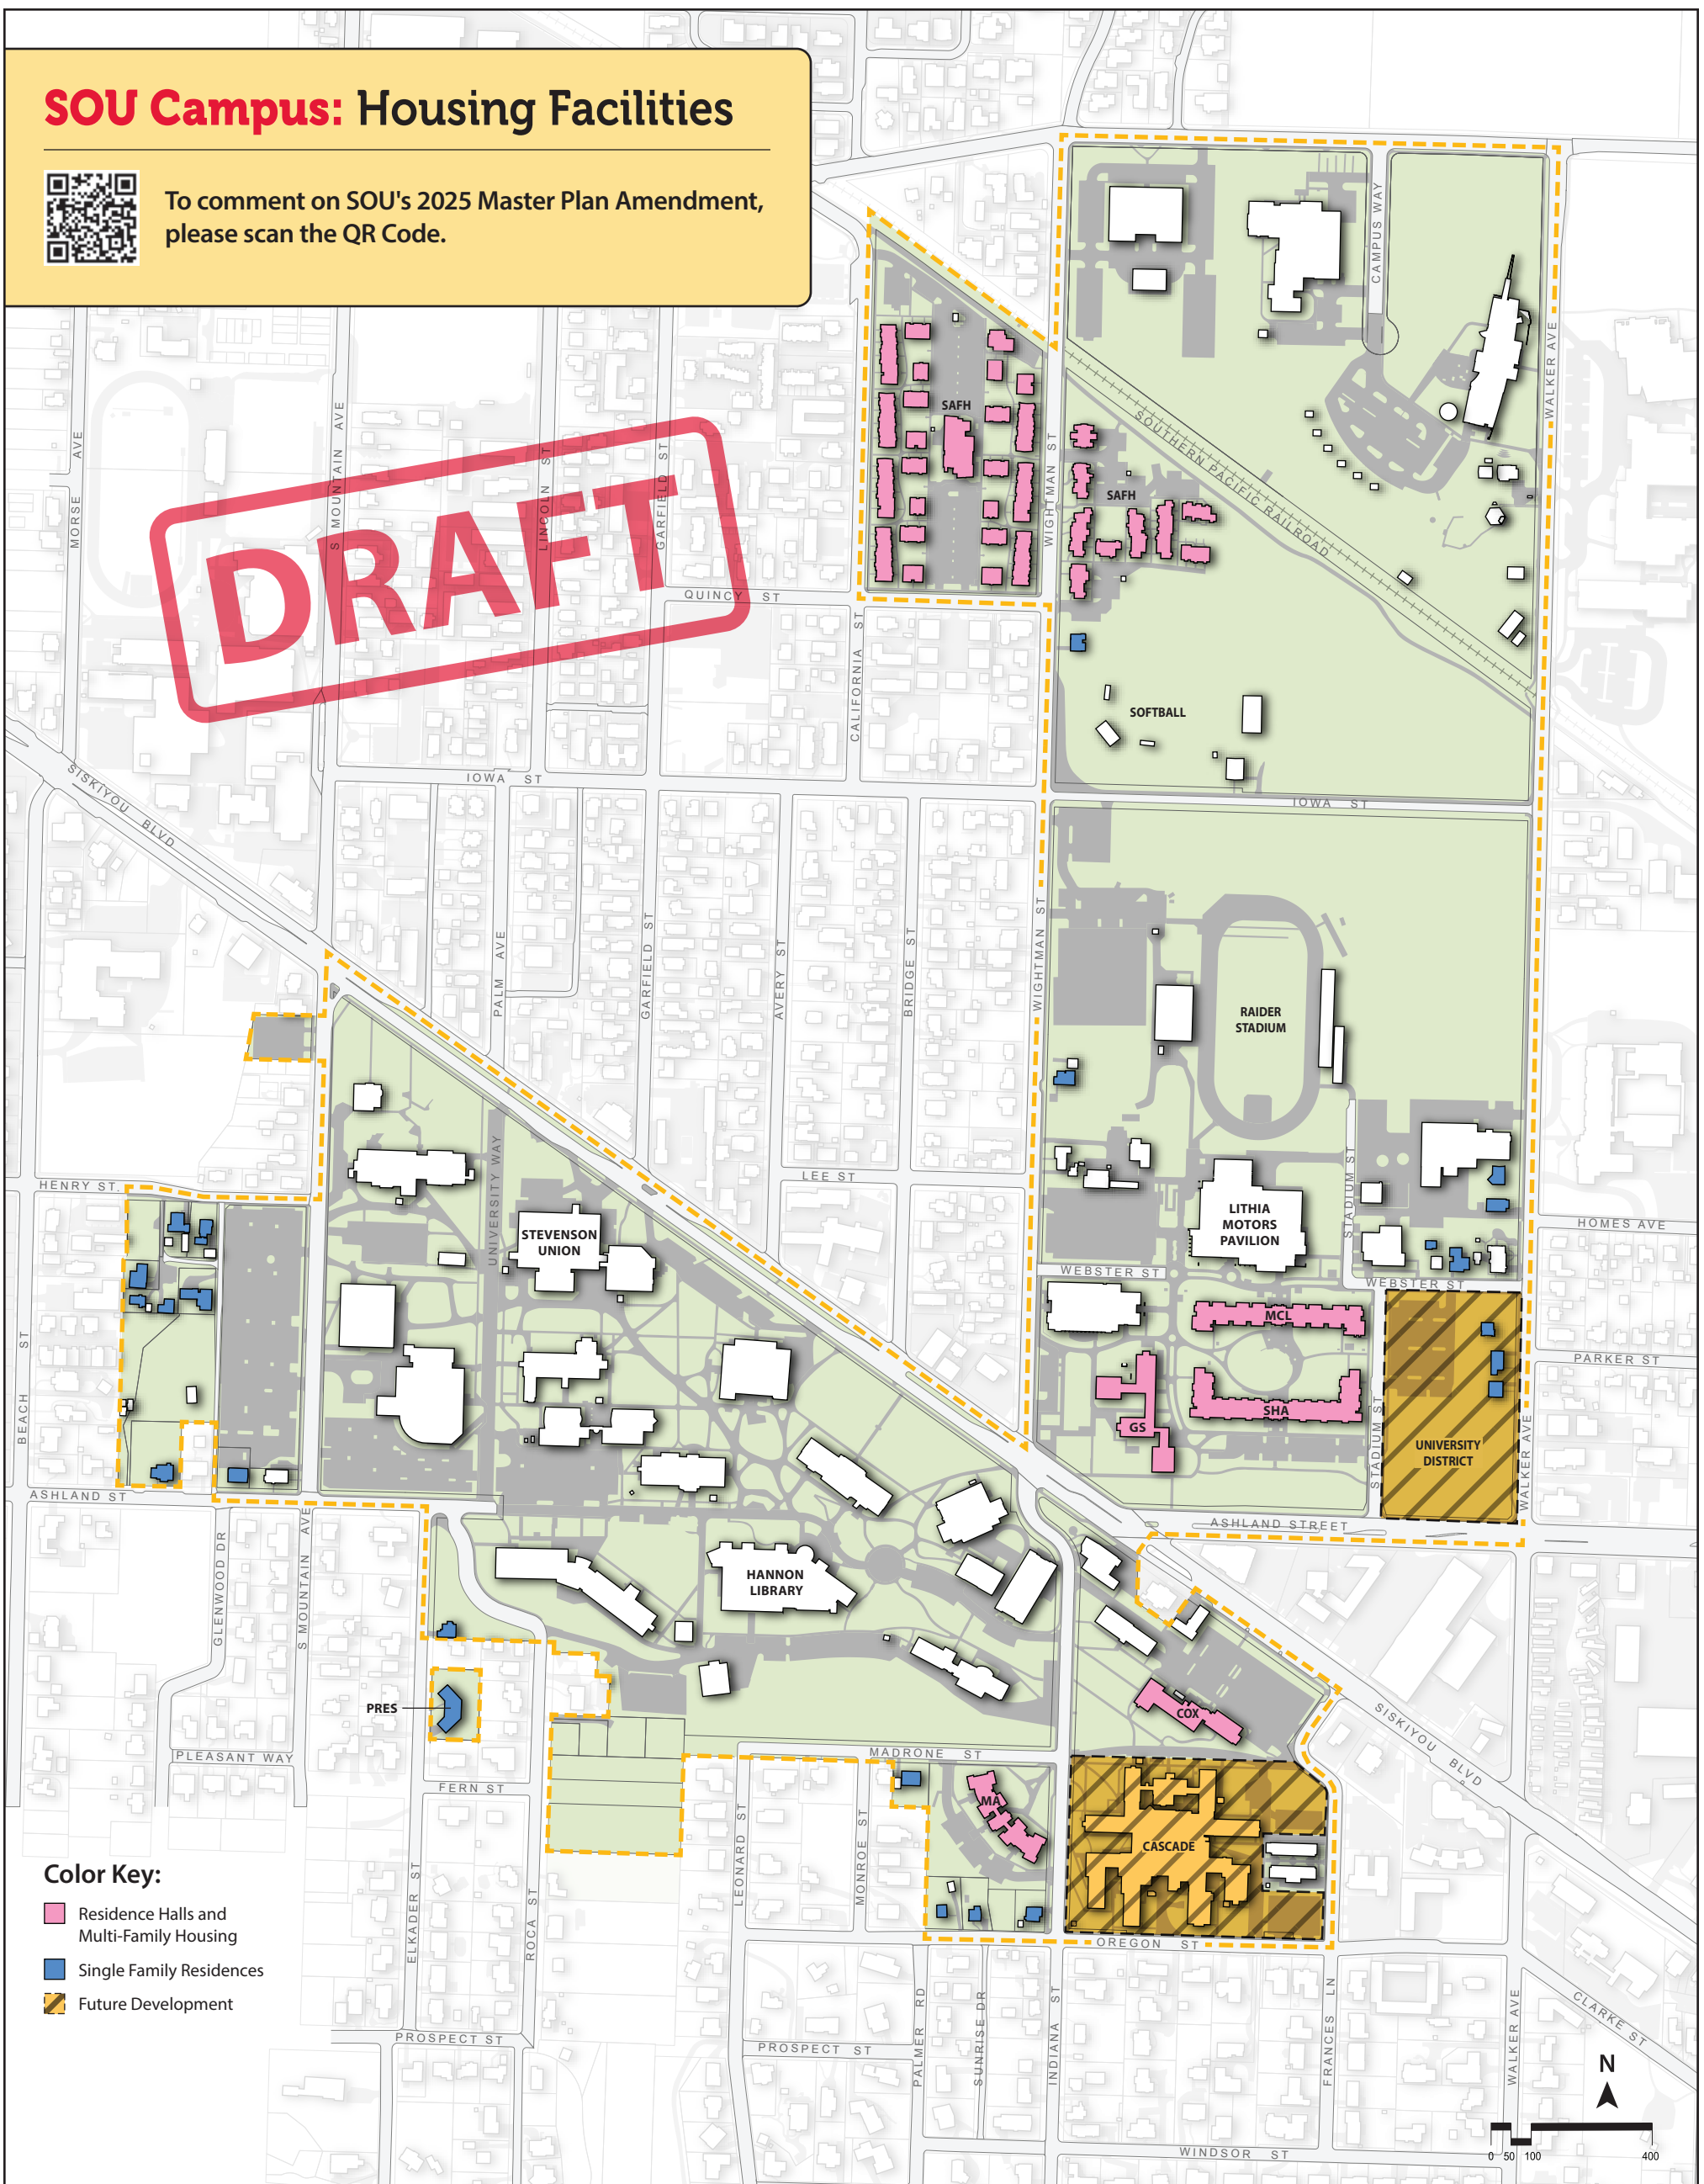 SOU Campus: Housing Facilities
To comment on SOU's 2025 Master Plan Amendment,
please scan the QR Code.
DRAFT
CAMPUS WAY
WALKER AVE
SAFH
WIGHTMAN ST
SOUTHERN PACIFIC RAILROAD
SAFH
MORSE AVE
S MOUNTAIN AVE
LINCOLN ST
GARFIELD ST
QUINCY ST
CALIFORNIA ST
SOFTBALL
SISKIYOU BLVD
IOWA ST
IOWA ST
PALM AVE
GARFIELD ST
AVERY ST
BRIDGE ST
WIGHTMAN ST
RAIDER
STADIUM
UNIVERSITY WAY
LEE ST
STADIUM ST
HENRY ST.
STEVENSON
UNION
LITHIA
MOTORS
PAVILION
HOMES AVE
WEBSTER ST
WEBSTER ST
MCL
PARKER ST
BEACH ST
SHA
GS
STADIUM ST
UNIVERSITY
DISTRICT
WALKER AVE
ASHLAND ST
ASHLAND STREET
GLENWOOD DR
S MOUNTAIN AVE
HANNON
LIBRARY
PRES
COX
SISKIYOU BLVD
PLEASANT WAY
MADRONE ST
FERN ST
MA
CASCADE
LEONARD ST
MONROE ST
ELKADER ST
ROCA ST
OREGON ST
Color Key:
Residence Halls and
Multi-Family Housing
Single Family Residences
Future Development
PROSPECT ST
PROSPECT ST
PALMER RD
SUNRISE DR
INDIANA ST
FRANCES LN
WALKER AVE
CLARKE ST
WINDSOR ST
N
0 50 100 400